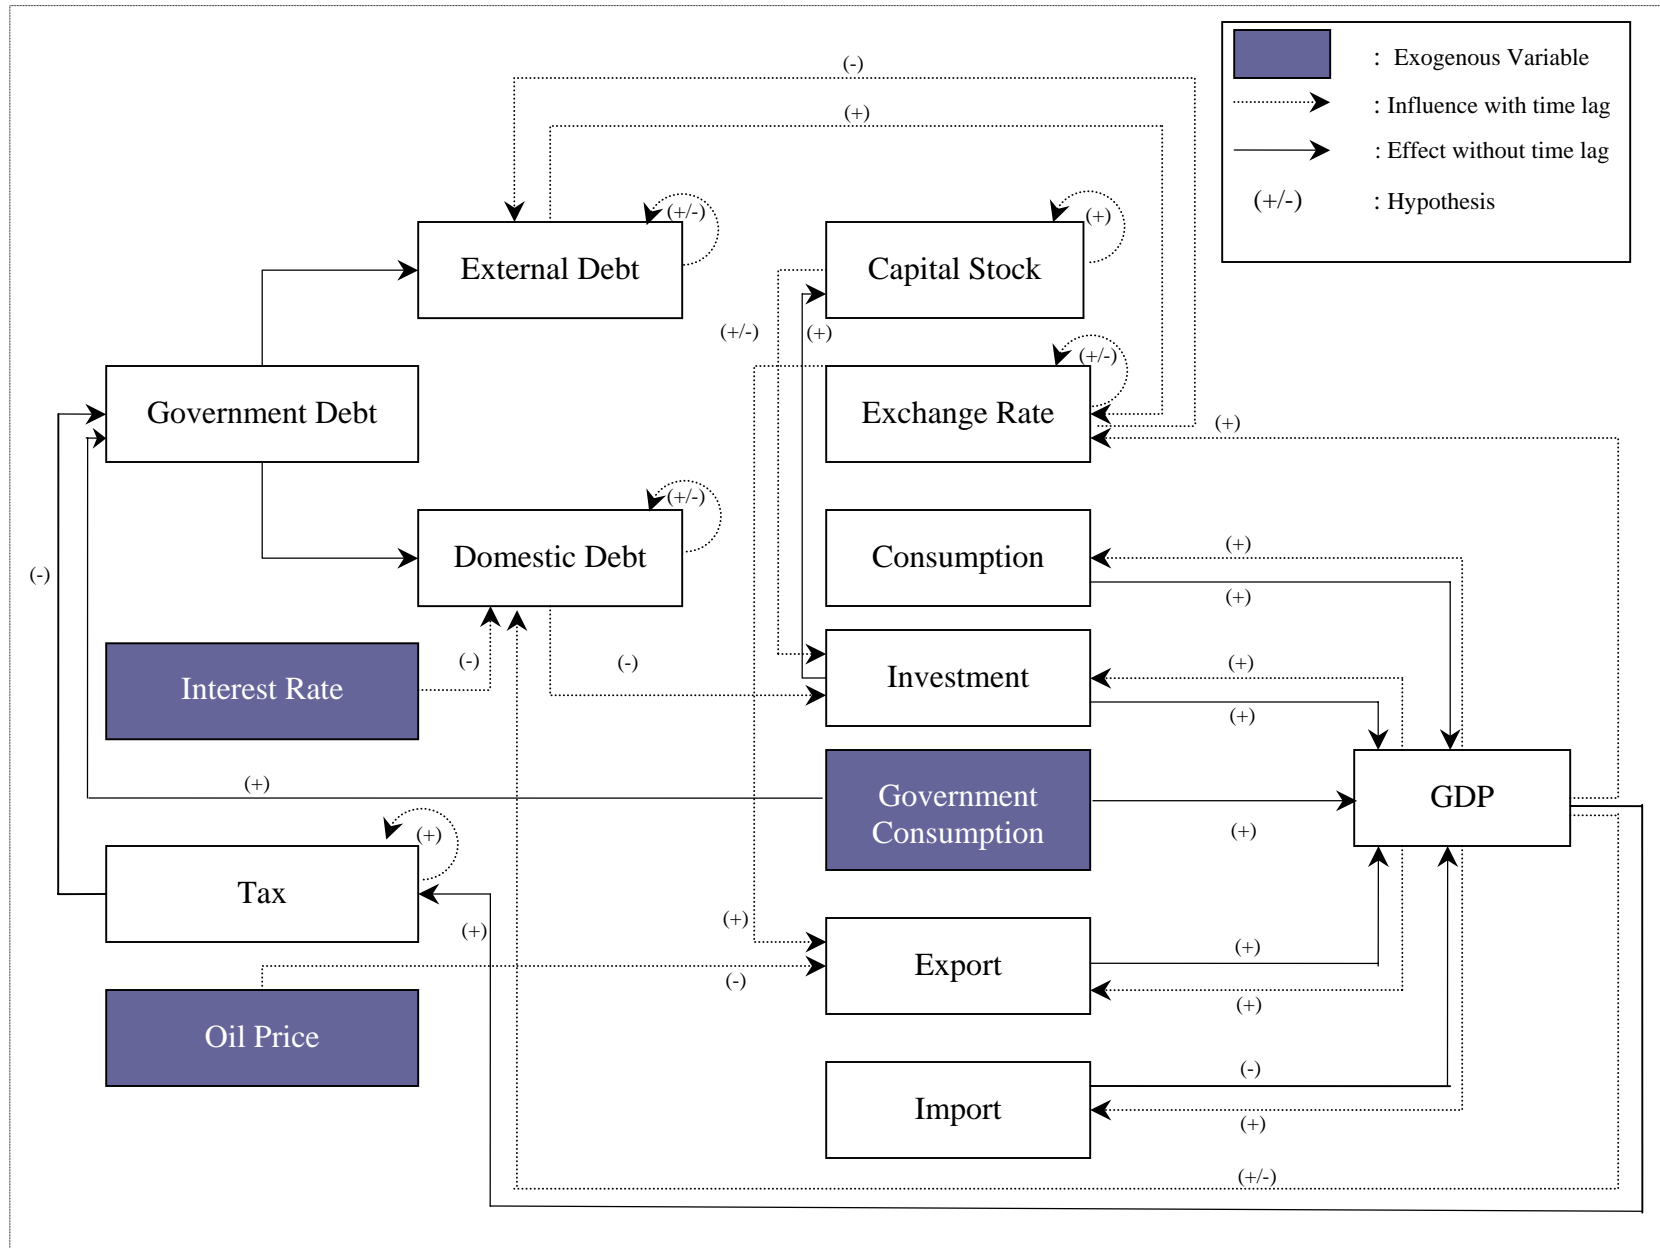 : Exogenous Variable
: Influence with time lag
: Effect without time lag
(+/-) : Hypothesis
(-)
(+)
(+/-)
(+)
External Debt
Capital Stock
(+/-)
(+)
(+/-)
Government Debt
Exchange Rate
(+)
(+/-)
Domestic Debt
Consumption
(+)
(+)
(-)
(-)
(-)
Interest Rate
Investment
(+)
(+)
(+)
Government
Consumption
GDP
(+)
(+)
Tax
(+)
(+)
(+)
(-)
Export
(+)
Oil Price
(-)
Import
(+)
(+/-)